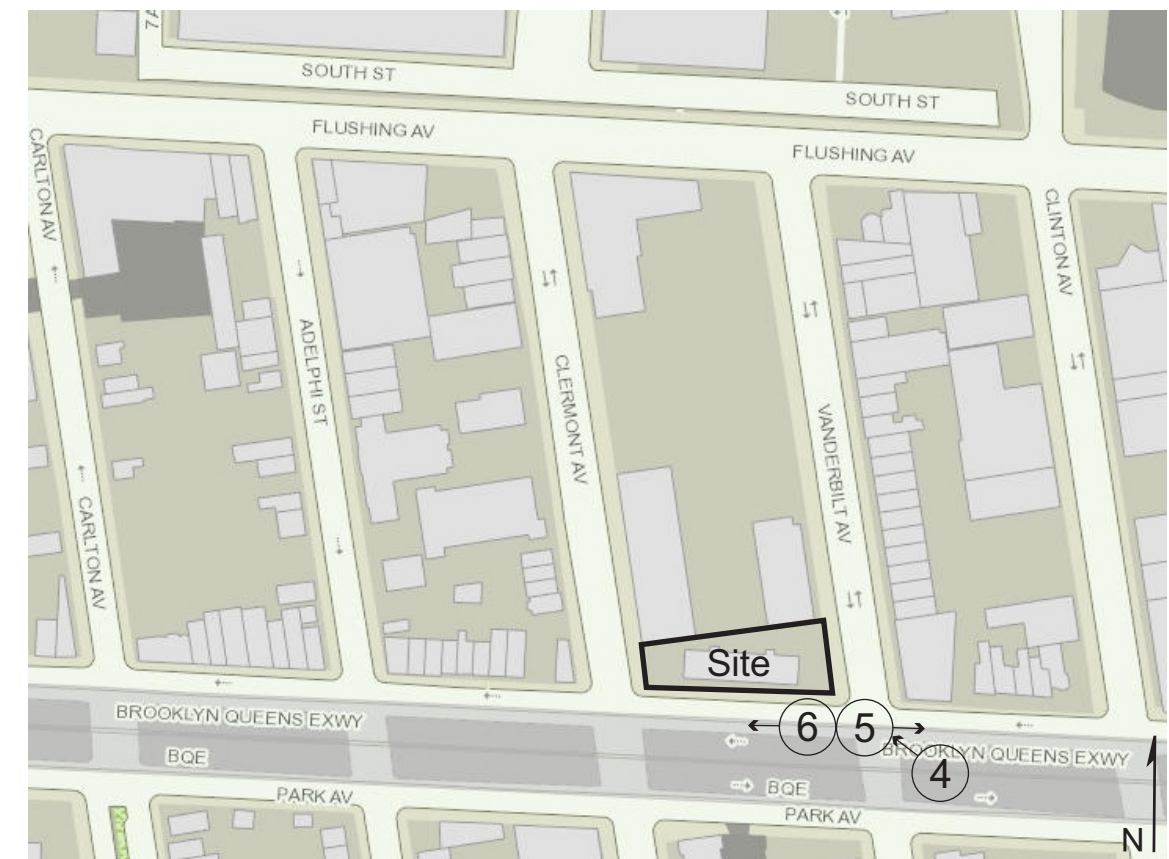 SOUTH ST
SOUTH ST
FLUSHING AV
FLUSHING AV
CARLTON AV
CLINTON AV
ADELPHI ST
CLERMONT AV
VANDERBILT AV
CARLTON AV
Site
BROOKLYN QUEENS EXWY
6
5
BROOKLYN QUEENS EXWY
4
BQE
BQE
PARK AV
PARK AV
N